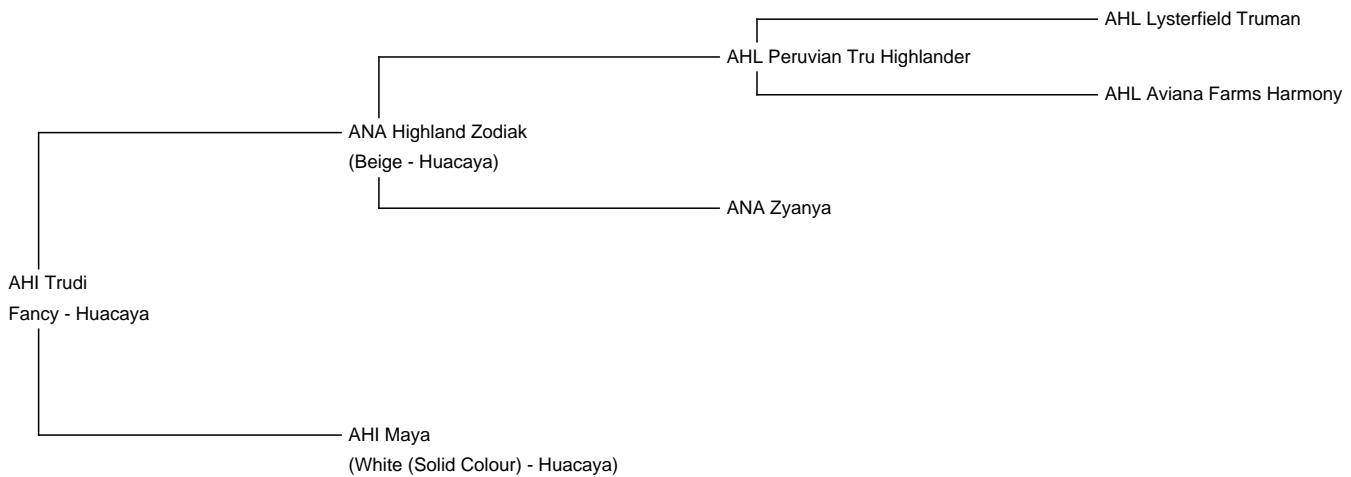 AHL Lysterfield Truman
AHL Peruvian Tru Highlander
AHL Aviana Farms Harmony
ANA Highland Zodiak
(Beige - Huacaya)
ANA Zyanya
AHI Trudi
Fancy - Huacaya
AHI Maya
(White (Solid Colour) - Huacaya)